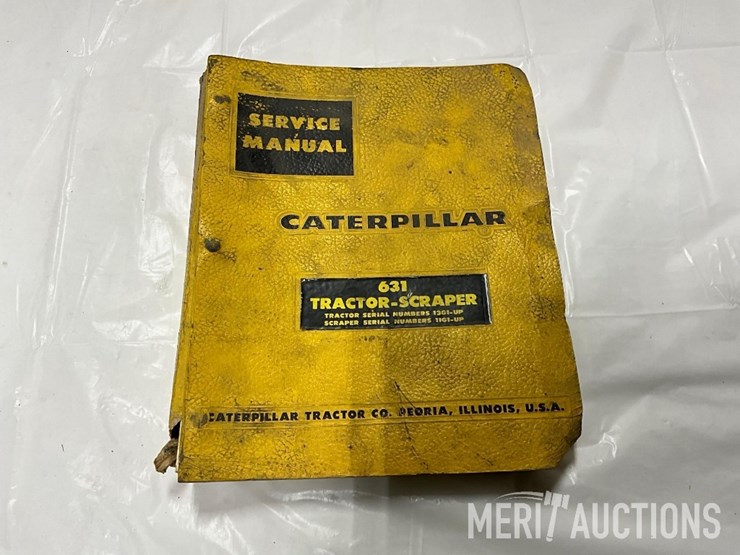 SERVICE
MANUAL
CATERPILLAR
631
TRACTOR-SCRAPER
TRACTOR SERIAL NUMBERS 13G1-UP
SCRAPER SERIAL NUMBERS 11G1-UP
CATERPILLAR TRACTOR CO. PEORIA, ILLINOIS, U.S.A.
MERIT AUCTIONS